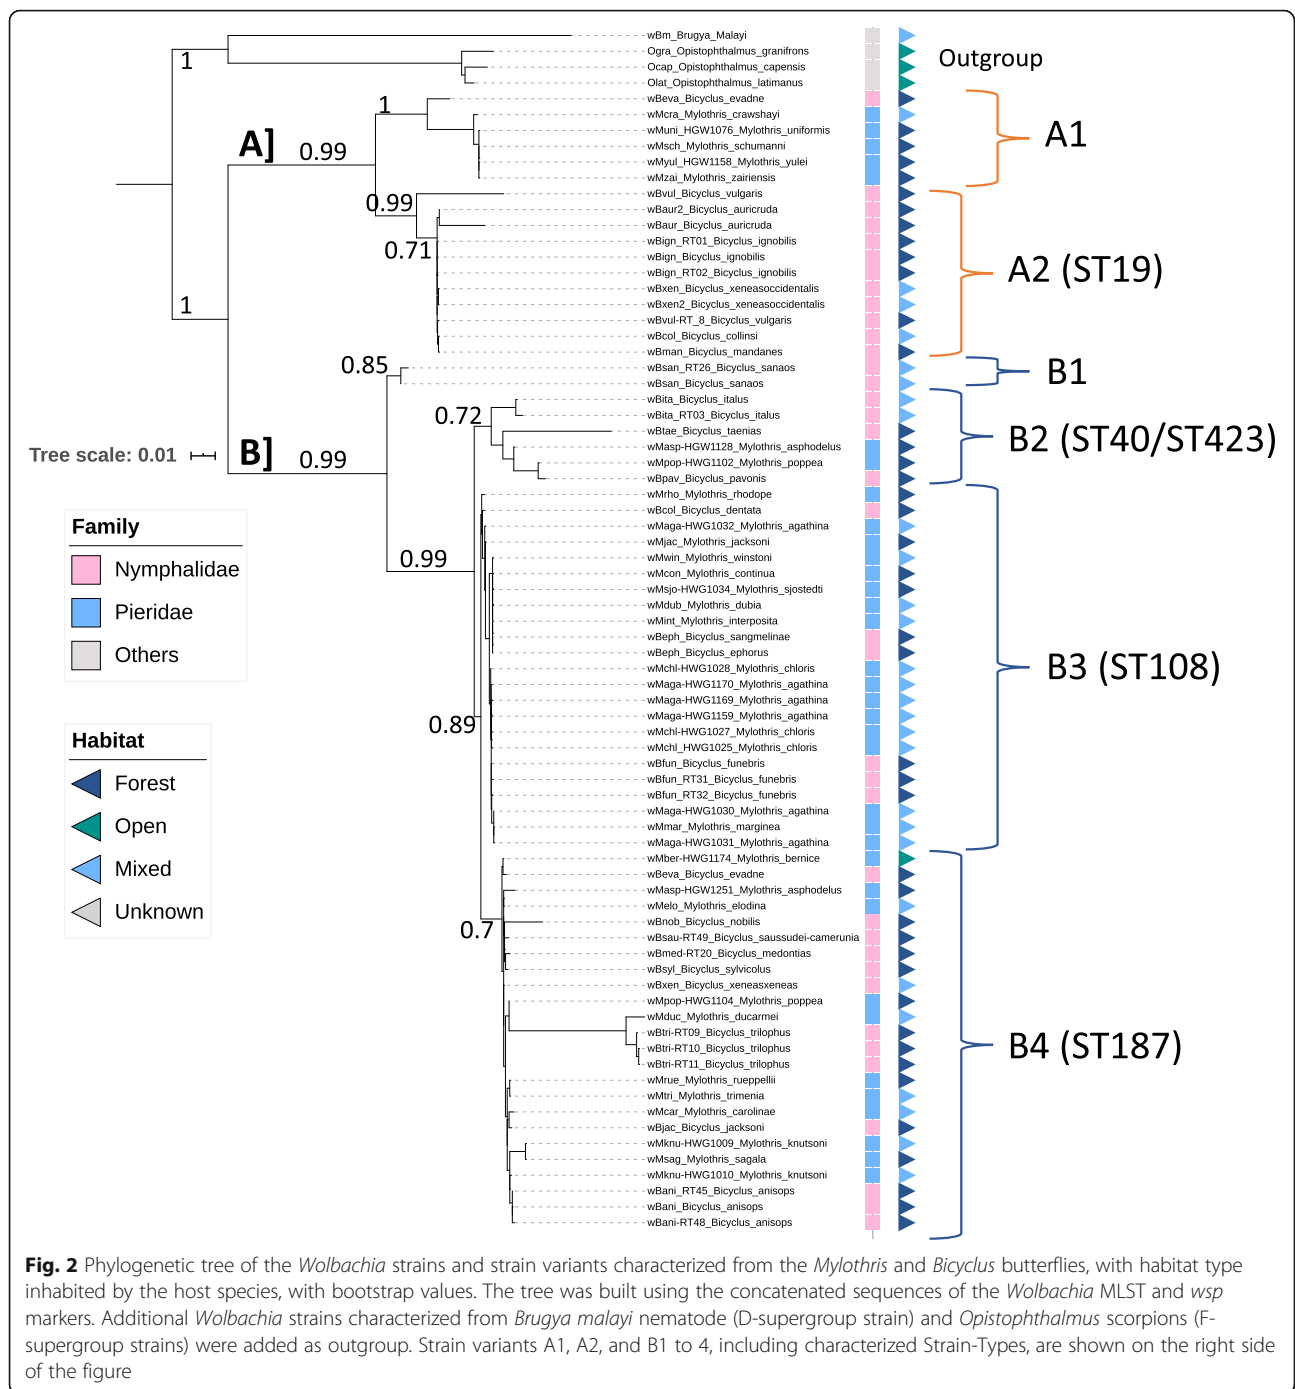 wBm_Brugya_Malayi
Ogra_Opistophthalmus_granifrons
Ocap_Opistophthalmus_capensis
Olat_Opistophthalmus_latimanus
Outgroup
1
wBeva_Bicyclus_evadne
wMcra_Mylothris_crawshayi
wMuni_HGW1076_Mylothris_uniformis
wMsch_Mylothris_schumanni
wMyul_HGW1158_Mylothris_yulei
wMzai_Mylothris_zairiensis
A1
1
A]
0.99
wBvul_Bicyclus_vulgaris
wBaur2_Bicyclus_auricruda
wBaur_Bicyclus_auricruda
wBign_RT01_Bicyclus_ignobilis
wBign_Bicyclus_ignobilis
wBign_RT02_Bicyclus_ignobilis
wBxen_Bicyclus_xeneasoccidentalis
wBxen2_Bicyclus_xeneasoccidentalis
wBvul-RT_8_Bicyclus_vulgaris
wBcol_Bicyclus_collinsi
wBman_Bicyclus_mandanes
A2 (ST19)
0.99
0.71
1
wBsan_RT26_Bicyclus_sanaos
wBsan_Bicyclus_sanaos
B1
0.85
wBita_Bicyclus_italus
wBita_RT03_Bicyclus_italus
wBtae_Bicyclus_taenias
wMasp-HGW1128_Mylothris_asphodelus
wMpop-HWG1102_Mylothris_poppea
wBpav_Bicyclus_pavonis
B2 (ST40/ST423)
0.72
Tree scale: 0.01
B]
0.99
wMrho_Mylothris_rhodope
wBcol_Bicyclus_dentata
wMaga-HWG1032_Mylothris_agathina
wMjac_Mylothris_jacksoni
wMwin_Mylothris_winstoni
wMcon_Mylothris_continua
wMsjo-HWG1034_Mylothris_sjostedti
wMdub_Mylothris_dubia
wMint_Mylothris_interposita
wBeph_Bicyclus_sangmelinae
wBeph_Bicyclus_ephorus
wMchl-HWG1028_Mylothris_chloris
wMaga-HWG1170_Mylothris_agathina
wMaga-HWG1169_Mylothris_agathina
wMaga-HWG1159_Mylothris_agathina
wMchl-HWG1027_Mylothris_chloris
wMchl_HWG1025_Mylothris_chloris
wBfun_Bicyclus_funebris
wBfun_RT31_Bicyclus_funebris
wBfun_RT32_Bicyclus_funebris
wMaga-HWG1030_Mylothris_agathina
wMmar_Mylothris_marginea
wMaga-HWG1031_Mylothris_agathina
B3 (ST108)
0.99
0.89
Family
Nymphalidae
Pieridae
Others
Habitat
Forest
Open
Mixed
Unknown
wMber-HWG1174_Mylothris_bernice
wBeva_Bicyclus_evadne
wMasp-HGW1251_Mylothris_asphodelus
wMelo_Mylothris_elodina
wBnob_Bicyclus_nobilis
wBsau-RT49_Bicyclus_saussudei-camerunia
wBmed-RT20_Bicyclus_medontias
wBsyl_Bicyclus_sylvicolus
wBxen_Bicyclus_xeneasxeneas
wMpop-HWG1104_Mylothris_poppea
wMduc_Mylothris_ducarmei
wBtri-RT09_Bicyclus_trilophus
wBtri-RT10_Bicyclus_trilophus
wBtri-RT11_Bicyclus_trilophus
wMrue_Mylothris_rueppellii
wMtri_Mylothris_trimenia
wMcar_Mylothris_carolinae
wBjac_Bicyclus_jacksoni
wMknu-HWG1009_Mylothris_knutsoni
wMsag_Mylothris_sagala
wMknu-HWG1010_Mylothris_knutsoni
wBani_RT45_Bicyclus_anisops
wBani_Bicyclus_anisops
wBani-RT48_Bicyclus_anisops
B4 (ST187)
0.7
Fig. 2 Phylogenetic tree of the Wolbachia strains and strain variants characterized from the Mylothris and Bicyclus butterflies, with habitat type
inhabited by the host species, with bootstrap values. The tree was built using the concatenated sequences of the Wolbachia MLST and wsp
markers. Additional Wolbachia strains characterized from Brugya malayi nematode (D-supergroup strain) and Opistophthalmus scorpions (F-
supergroup strains) were added as outgroup. Strain variants A1, A2, and B1 to 4, including characterized Strain-Types, are shown on the right side
of the figure